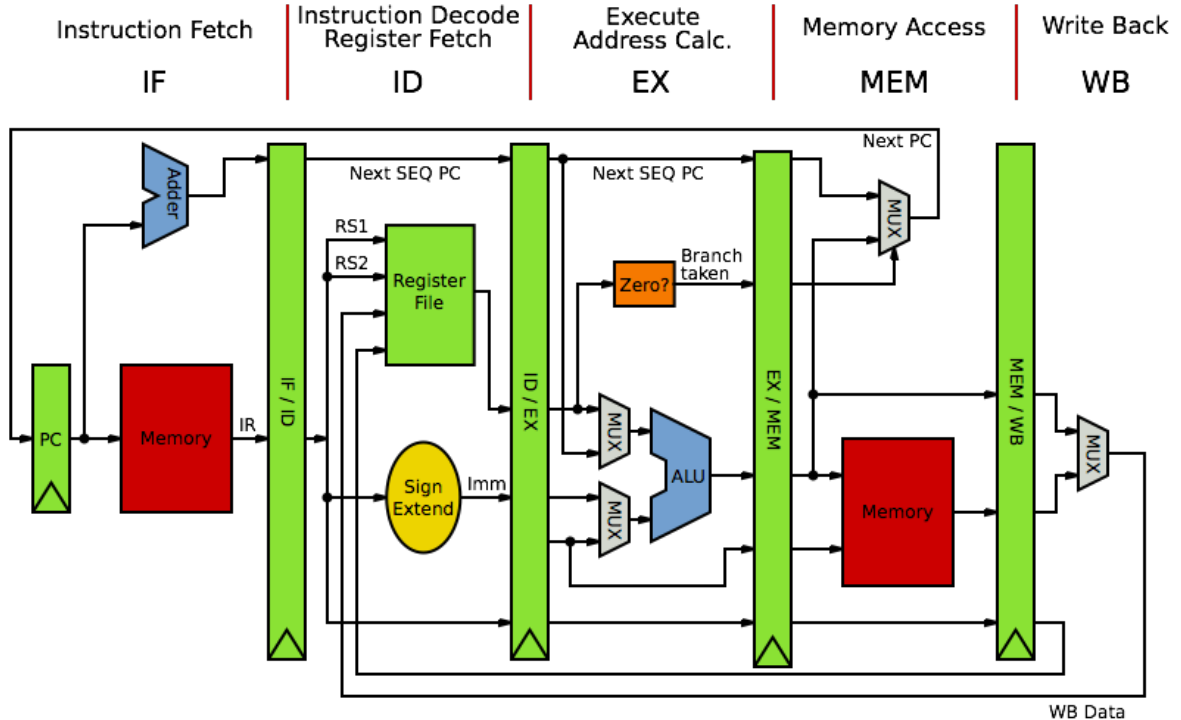 Instruction Fetch
Instruction Decode
Register Fetch
Execute
Address Calc.
Memory Access
Write Back
IF
ID
EX
MEM
WB
Next PC
Adder
Next SEQ PC
Next SEQ PC
MUX
RS1
RS2
Register
File
Branch
taken
Zero?
IF / ID
ID / EX
EX / MEM
MEM / WB
PC
Memory
IR
MUX
ALU
MUX
Sign
Extend
Imm
MUX
Memory
MUX
WB Data